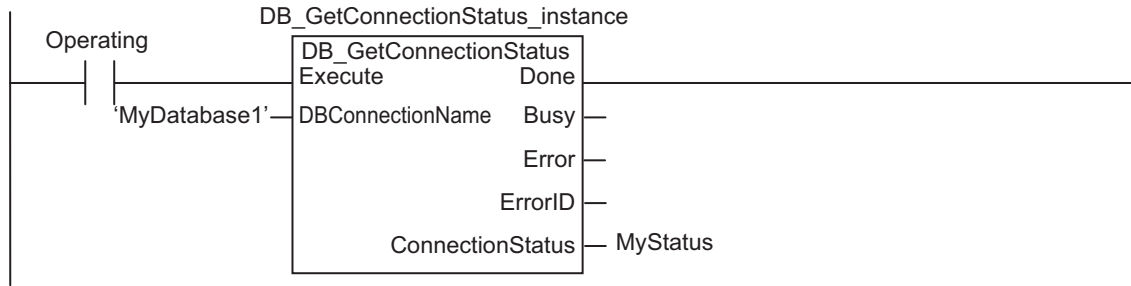 DB_GetConnectionStatus_instance
Operating
DB_GetConnectionStatus
Execute Done
‘MyDatabase1’ DBConnectionName Busy
Error
ErrorID
ConnectionStatus MyStatus